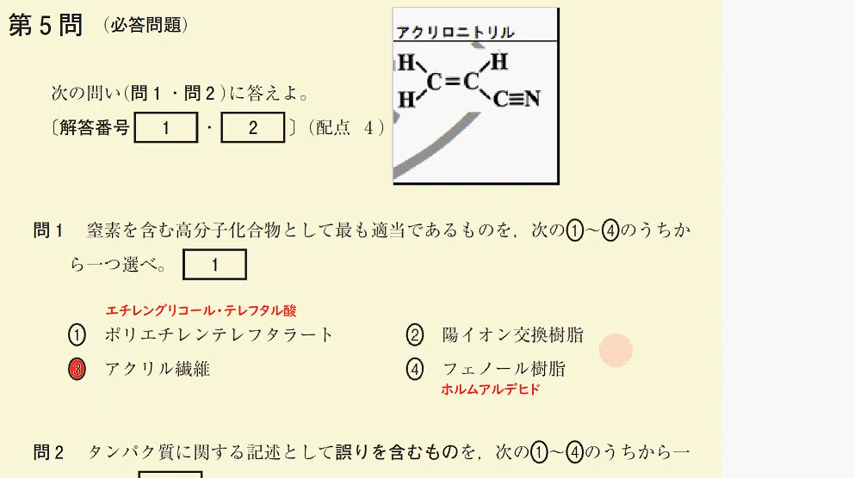 第5問 (必答問題)
アクリロニトリル
H H
C=C
H C≡N
次の問い(問1・問2)に答えよ。
〔解答番号 1 ・ 2 〕(配点 4)
問1 窒素を含む高分子化合物として最も適当であるものを，次の①～④のうちか
ら一つ選べ。 1
エチレングリコール・テレフタル酸
① ポリエチレンテレフタラート ② 陽イオン交換樹脂
③ アクリル繊維 ④ フェノール樹脂
ホルムアルデヒド
問2 タンパク質に関する記述として誤りを含むものを，次の①～④のうちから一